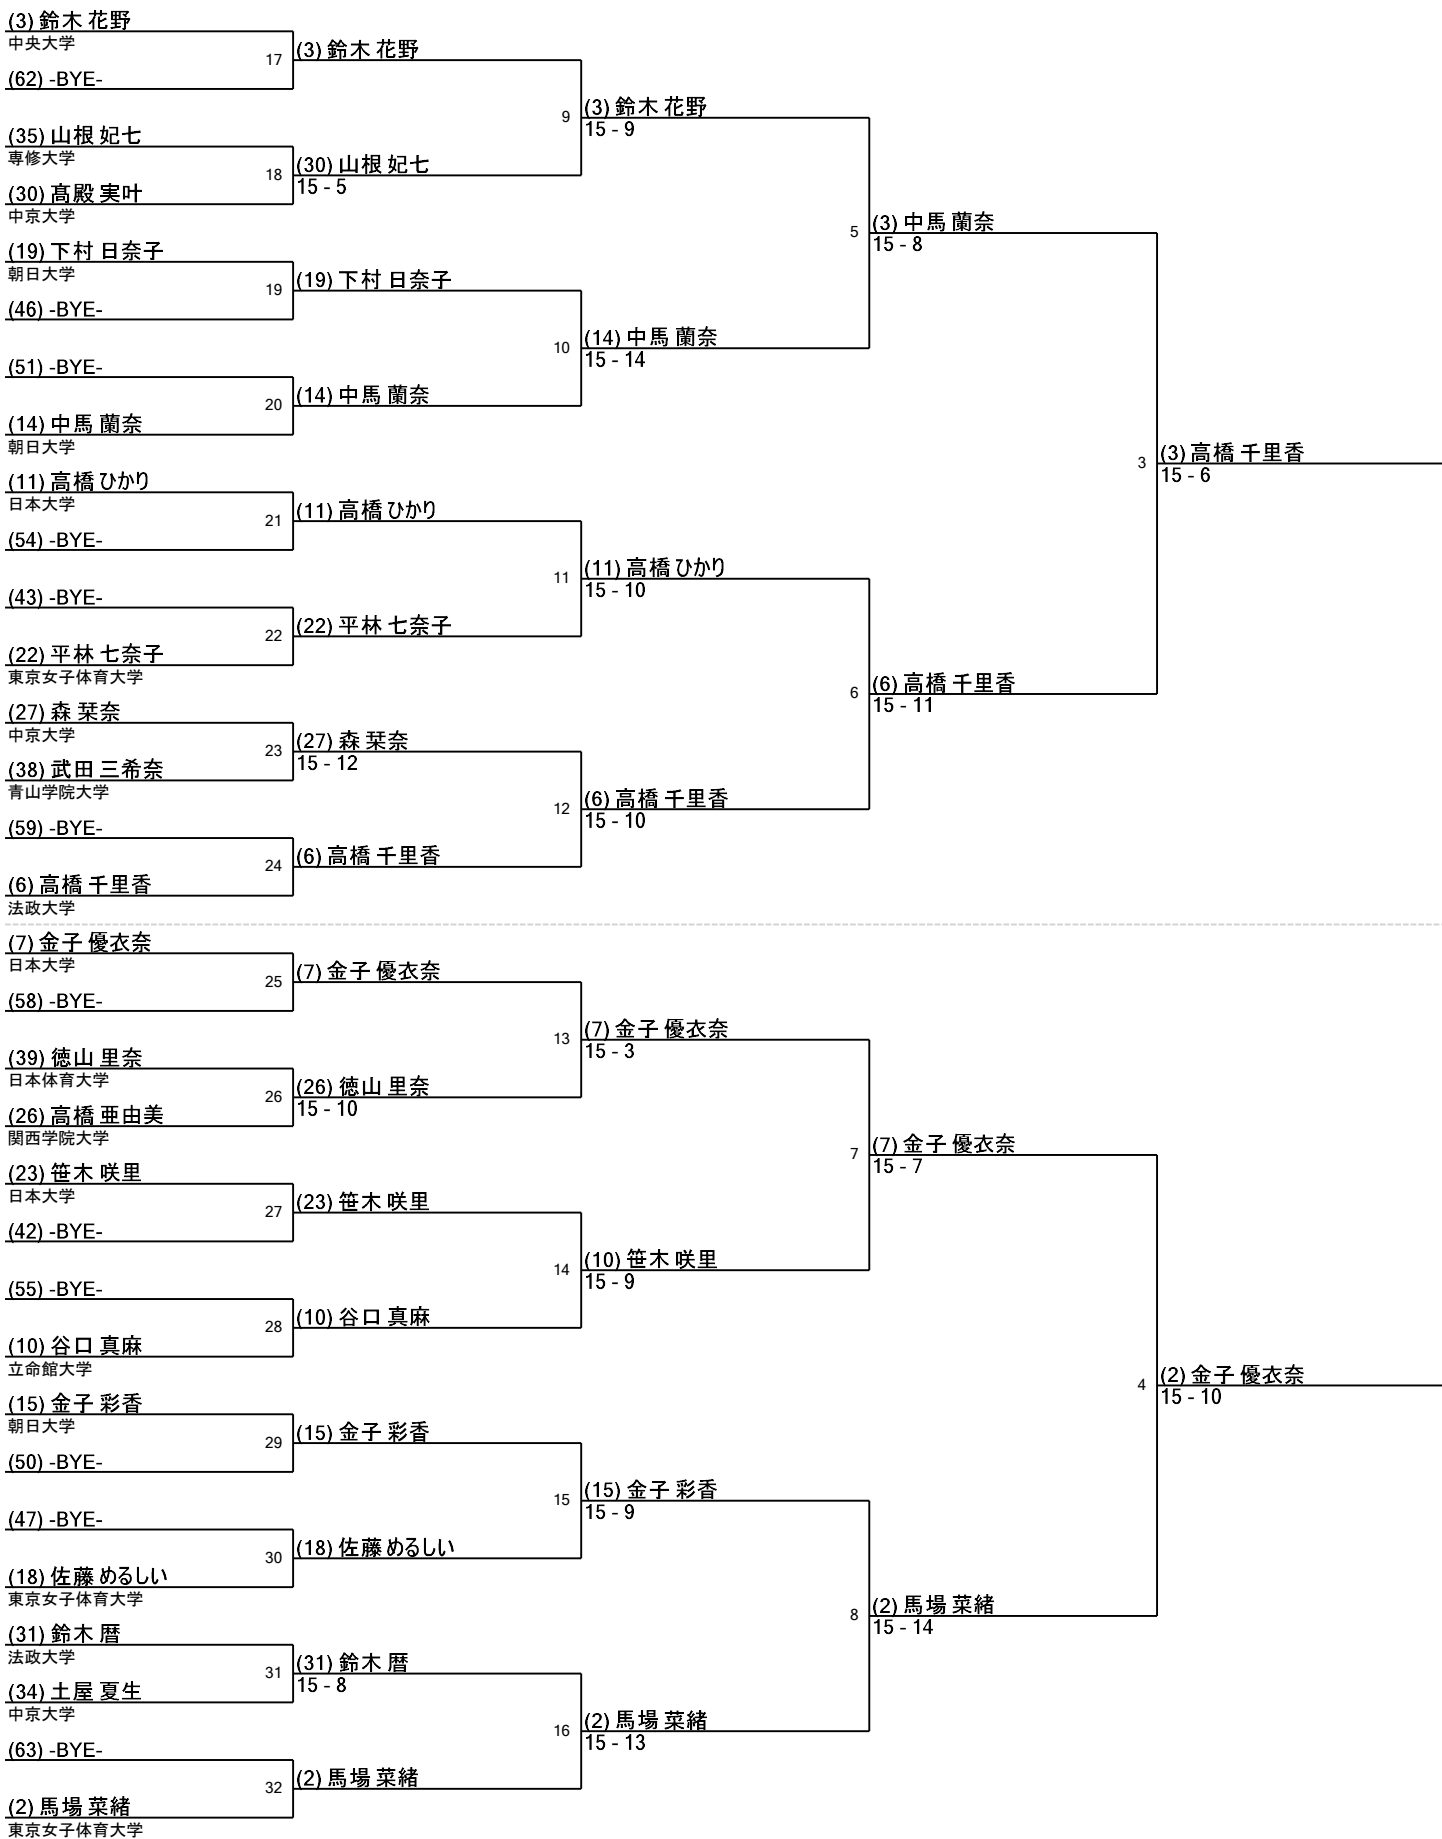 (3) 鈴木 花野
中央大学
17
(3) 鈴木 花野
(62) -BYE-
9
(3) 鈴木 花野
15 - 9
(35) 山根 妃七
専修大学
18
(30) 山根 妃七
15 - 5
(30) 髙殿 実叶
中京大学
5
(3) 中馬 蘭奈
15 - 8
(19) 下村 日奈子
朝日大学
19
(19) 下村 日奈子
(46) -BYE-
10
(14) 中馬 蘭奈
15 - 14
(51) -BYE-
20
(14) 中馬 蘭奈
(14) 中馬 蘭奈
朝日大学
3
(3) 高橋 千里香
15 - 6
(11) 高橋 ひかり
日本大学
21
(11) 高橋 ひかり
(54) -BYE-
11
(11) 高橋 ひかり
15 - 10
(43) -BYE-
22
(22) 平林 七奈子
(22) 平林 七奈子
東京女子体育大学
6
(6) 高橋 千里香
15 - 11
(27) 森 栞奈
中京大学
23
(27) 森 栞奈
15 - 12
(38) 武田 三希奈
青山学院大学
12
(6) 高橋 千里香
15 - 10
(59) -BYE-
24
(6) 高橋 千里香
(6) 高橋 千里香
法政大学
(7) 金子 優衣奈
日本大学
25
(7) 金子 優衣奈
(58) -BYE-
13
(7) 金子 優衣奈
15 - 3
(39) 徳山 里奈
日本体育大学
26
(26) 徳山 里奈
15 - 10
(26) 高橋 亜由美
関西学院大学
7
(7) 金子 優衣奈
15 - 7
(23) 笹木 咲里
日本大学
27
(23) 笹木 咲里
(42) -BYE-
14
(10) 笹木 咲里
15 - 9
(55) -BYE-
28
(10) 谷口 真麻
(10) 谷口 真麻
立命館大学
4
(2) 金子 優衣奈
15 - 10
(15) 金子 彩香
朝日大学
29
(15) 金子 彩香
(50) -BYE-
15
(15) 金子 彩香
15 - 9
(47) -BYE-
30
(18) 佐藤 めるしい
(18) 佐藤 めるしい
東京女子体育大学
8
(2) 馬場 菜緒
15 - 14
(31) 鈴木 暦
法政大学
31
(31) 鈴木 暦
15 - 8
(34) 土屋 夏生
中京大学
16
(2) 馬場 菜緒
15 - 13
(63) -BYE-
32
(2) 馬場 菜緒
(2) 馬場 菜緒
東京女子体育大学